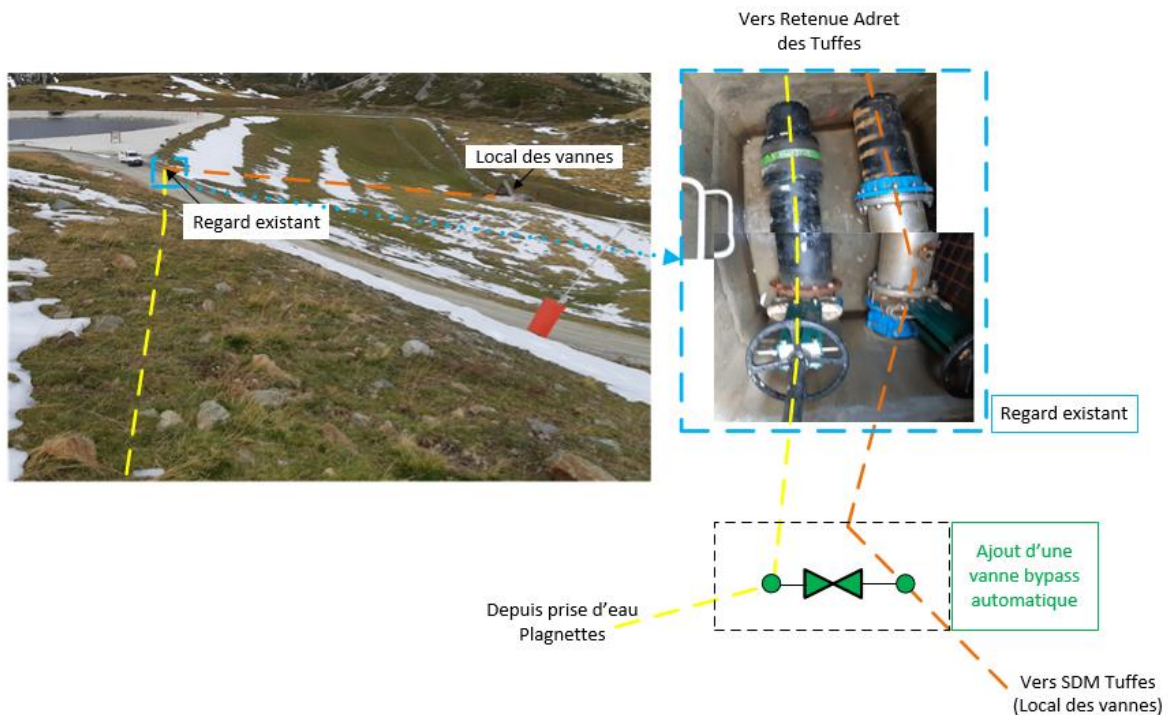 Vers Retenue Adret
des Tuffes
Local des vannes
Regard existant
Regard existant
Ajout d'une
vanne bypass
automatique
Depuis prise d'eau
Plagnettes
Vers SDM Tuffes
(Local des vannes)